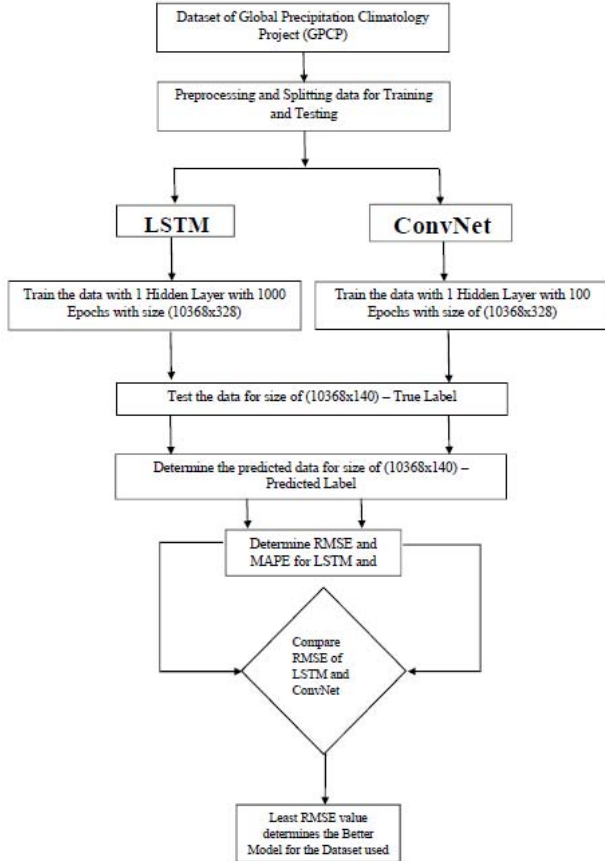 Dataset of Global Precipitation Climatology
Project (GPCP)
Preprocessing and Splitting data for Training
and Testing
LSTM
ConvNet
Train the data with 1 Hidden Layer with 1000
Epochs with size (10368x328)
Train the data with 1 Hidden Layer with 100
Epochs with size of (10368x328)
Test the data for size of (10368x140) – True Label
Determine the predicted data for size of (10368x140) –
Predicted Label
Determine RMSE and
MAPE for LSTM and
Compare
RMSE of
LSTM and
ConvNet
Least RMSE value
determines the Better
Model for the Dataset used